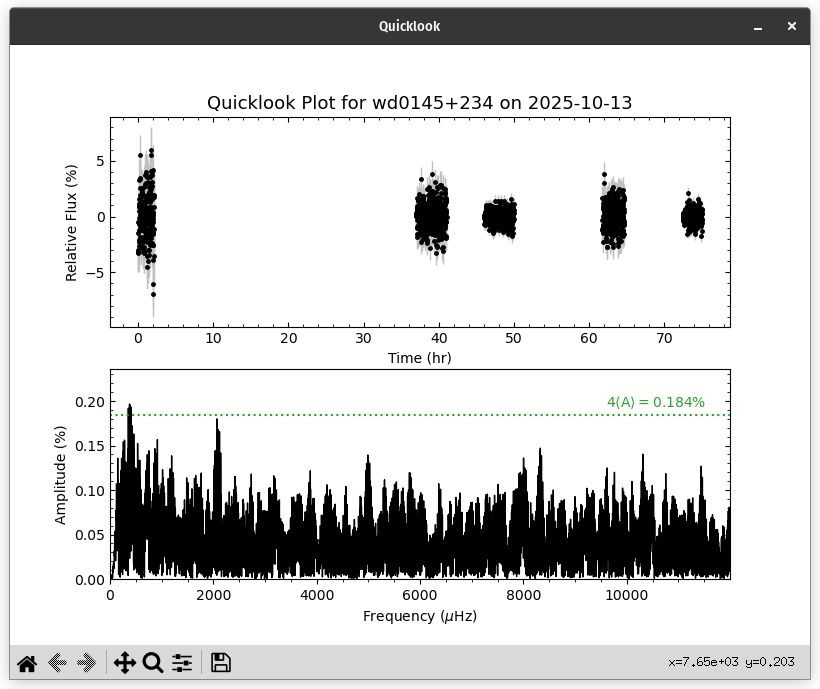 Quicklook
Quicklook Plot for wd0145+234 on 2025-10-13
Relative Flux (%)
5
0
−5
0 10 20 30 40 50 60 70
Time (hr)
4⟨A⟩ = 0.184%
Amplitude (%)
0.20
0.15
0.10
0.05
0.00
0 2000 4000 6000 8000 10000
Frequency (μHz)
x=7.65e+03 y=0.203